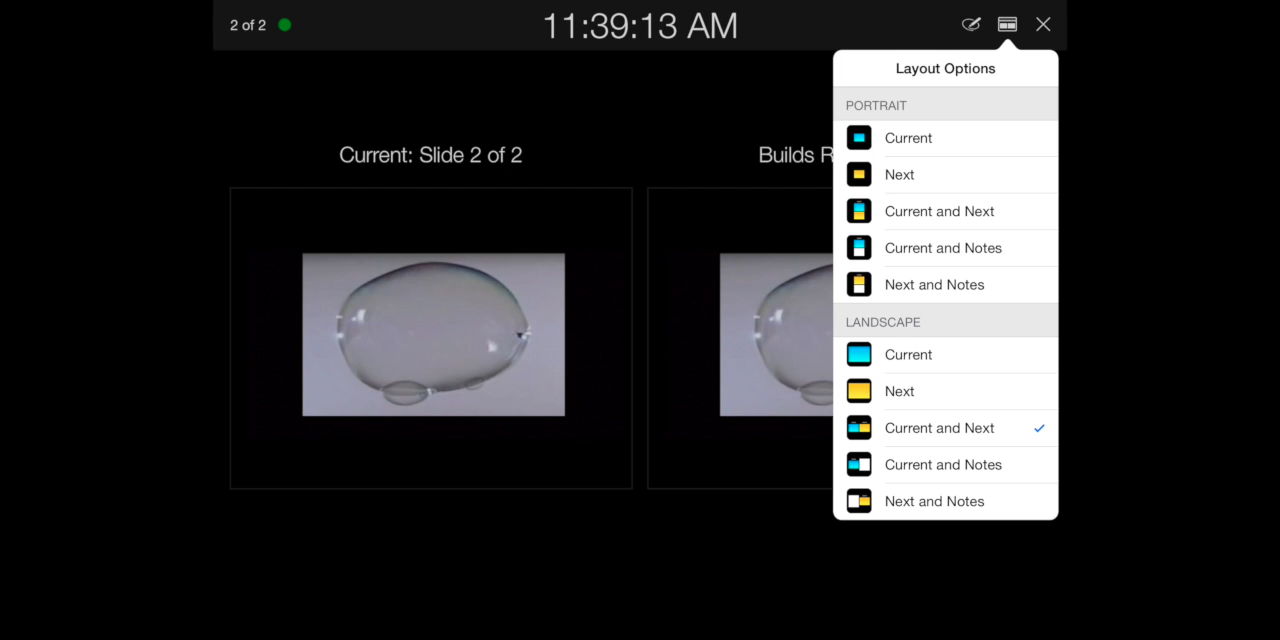 2 of 2
11:39:13 AM
Current: Slide 2 of 2
Builds
Layout Options
PORTRAIT
Current
Next
Current and Next
Current and Notes
Next and Notes
LANDSCAPE
Current
Next
Current and Next
Current and Notes
Next and Notes